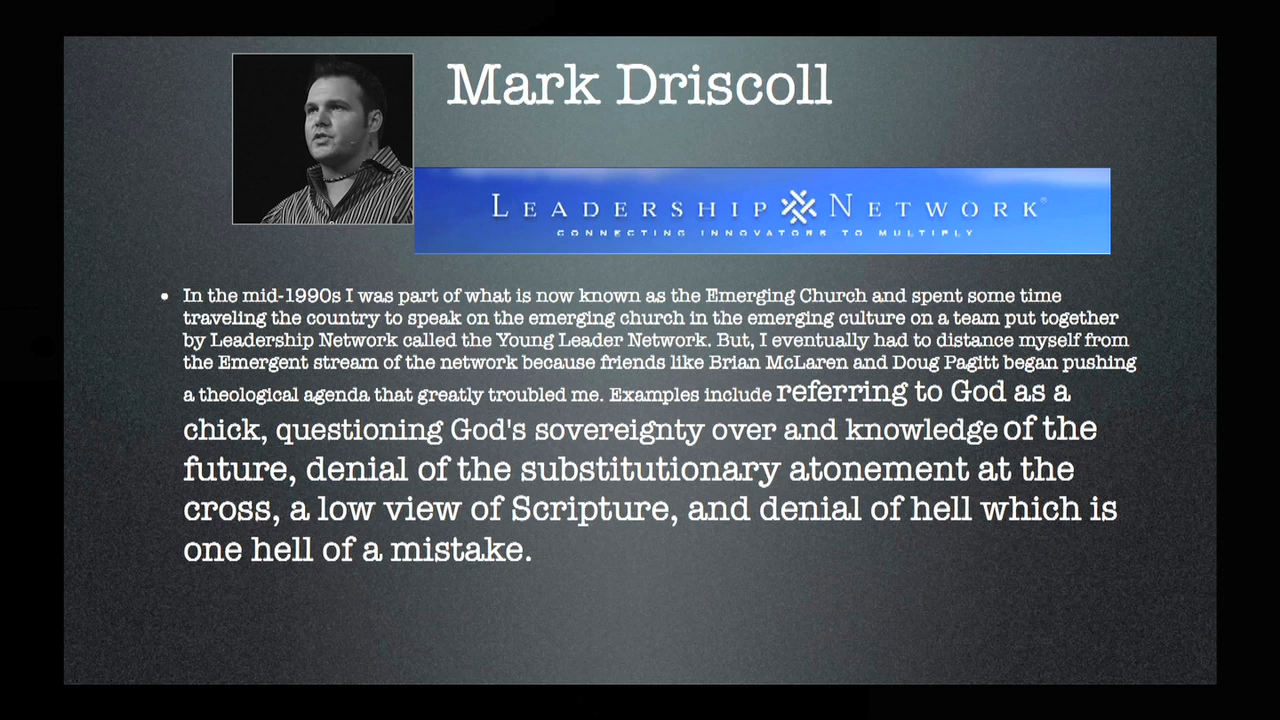 Mark Driscoll
LEADERSHIP NETWORK®
CONNECTING INNOVATORS TO MULTIPLY
• In the mid-1990s I was part of what is now known as the Emerging Church and spent some time
traveling the country to speak on the emerging church in the emerging culture on a team put together
by Leadership Network called the Young Leader Network. But, I eventually had to distance myself from
the Emergent stream of the network because friends like Brian McLaren and Doug Pagitt began pushing
a theological agenda that greatly troubled me. Examples include referring to God as a
chick, questioning God's sovereignty over and knowledge of the
future, denial of the substitutionary atonement at the
cross, a low view of Scripture, and denial of hell which is
one hell of a mistake.